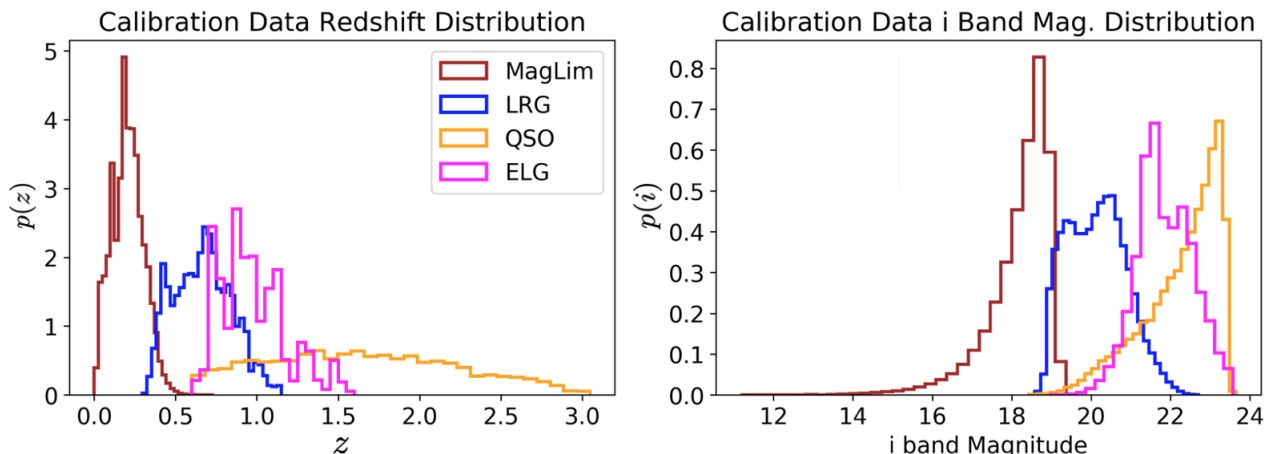 Calibration Data Redshift Distribution
5
4
3
2
1
0
p(z)
MagLim
LRG
QSO
ELG
0.0 0.5 1.0 1.5 2.0 2.5 3.0
z
Calibration Data i Band Mag. Distribution
0.8
0.7
0.6
0.5
0.4
0.3
0.2
0.1
0.0
p(i)
12 14 16 18 20 22 24
i band Magnitude